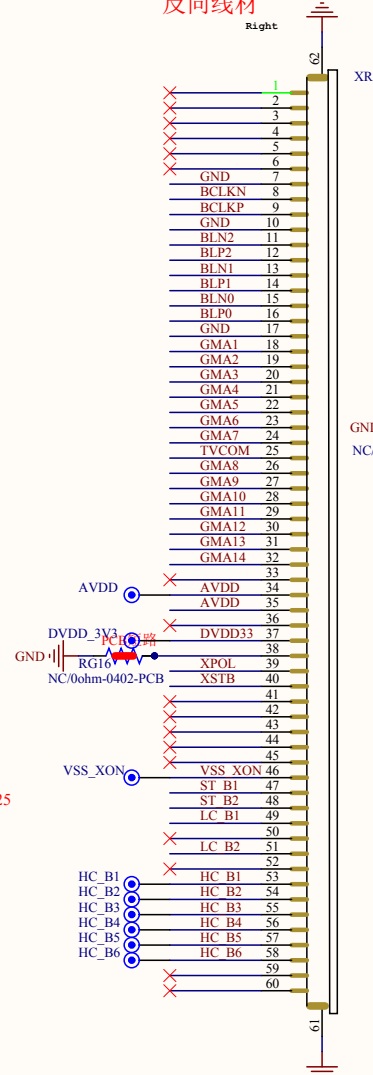 反向线材
Right
62
XR
1
2
3
4
5
6
GND 7
BCLKN 8
BCLKP 9
GND 10
BLN2 11
BLP2 12
BLN1 13
BLP1 14
BLN0 15
BLP0 16
GND 17
GMA1 18
GMA2 19
GMA3 20
GMA4 21
GMA5 22
GMA6 23
GND
GMA7 24
TVCOM 25
NC/
GMA8 26
GMA9 27
GMA10 28
GMA11 29
GMA12 30
GMA13 31
GMA14 32
33
AVDD AVDD 34
AVDD 35
36
DVDD_3V3 DVDD33 37
GND RG16 38
XPOL 39
NC/0ohm-0402-PCB XSTB 40
41
42
43
44
45
VSS_XON VSS_XON 46
ST_B1 47
25 ST_B2 48
LC_B1 49
50
LC_B2 51
52
HC_B1 HC_B1 53
HC_B2 HC_B2 54
HC_B3 HC_B3 55
HC_B4 HC_B4 56
HC_B5 HC_B5 57
HC_B6 HC_B6 58
59
60
61